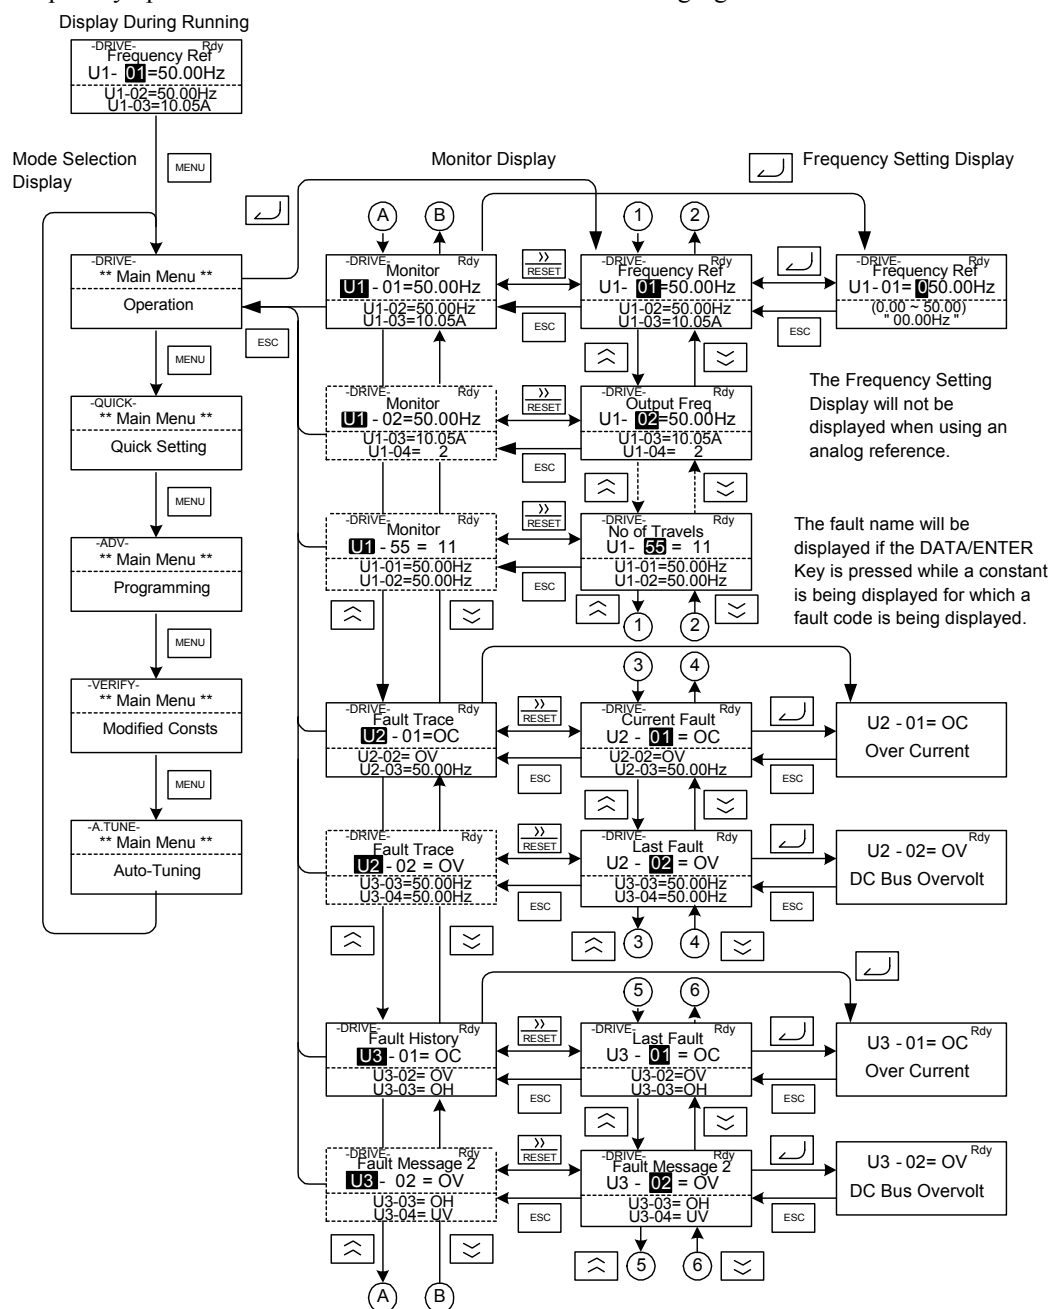 Display During Running
-DRIVE- Rdy
Frequency Ref
U1- 01=50.00Hz
U1-02=50.00Hz
U1-03=10.05A
Mode Selection
Display
MENU
Monitor Display
Frequency Setting Display
A
B
1
2
-DRIVE-
** Main Menu **
Operation
-DRIVE- Rdy
Monitor
U1 - 01=50.00Hz
U1-02=50.00Hz
U1-03=10.05A
>>
RESET
ESC
-DRIVE- Rdy
Frequency Ref
U1- 01=50.00Hz
U1-02=50.00Hz
U1-03=10.05A
ESC
-DRIVE- Rdy
Frequency Ref
U1- 01= 050.00Hz
(0.00 ~ 50.00)
" 00.00Hz "
ESC
MENU
-QUICK-
** Main Menu **
Quick Setting
-DRIVE- Rdy
Monitor
U1 - 02=50.00Hz
U1-03=10.05A
U1-04= 2
>>
RESET
ESC
-DRIVE- Rdy
Output Freq
U1- 02=50.00Hz
U1-03=10.05A
U1-04= 2
The Frequency Setting
Display will not be
displayed when using an
analog reference.
MENU
-ADV-
** Main Menu **
Programming
-DRIVE- Rdy
Monitor
U1 - 55 = 11
U1-01=50.00Hz
U1-02=50.00Hz
>>
RESET
ESC
-DRIVE- Rdy
No of Travels
U1- 55 = 11
U1-01=50.00Hz
U1-02=50.00Hz
1
2
The fault name will be
displayed if the DATA/ENTER
Key is pressed while a constant
is being displayed for which a
fault code is being displayed.
MENU
-VERIFY-
** Main Menu **
Modified Consts
3
4
-DRIVE- Rdy
Fault Trace
U2 - 01=OC
U2-02= OV
U2-03=50.00Hz
>>
RESET
ESC
-DRIVE- Rdy
Current Fault
U2 - 01 = OC
U2-02=OV
U2-03=50.00Hz
ESC
U2 - 01= OC
Over Current
MENU
-A.TUNE-
** Main Menu **
Auto-Tuning
-DRIVE- Rdy
Fault Trace
U2 - 02 = OV
U3-03=50.00Hz
U3-04=50.00Hz
>>
RESET
ESC
-DRIVE- Rdy
Last Fault
U2 - 02 = OV
U3-03=50.00Hz
U3-04=50.00Hz
ESC
Rdy
U2 - 02= OV
DC Bus Overvolt
3
4
5
6
-DRIVE- Rdy
Fault History
U3 - 01= OC
U3-02= OV
U3-03= OH
>>
RESET
ESC
-DRIVE- Rdy
Last Fault
U3 - 01 = OC
U3-02=OV
U3-03=OH
ESC
Rdy
U3 - 01= OC
Over Current
-DRIVE- Rdy
Fault Message 2
U3 - 02 = OV
U3-03= OH
U3-04= UV
>>
RESET
ESC
-DRIVE- Rdy
Fault Message 2
U3 - 02 = OV
U3-03= OH
U3-04= UV
ESC
Rdy
U3 - 02= OV
DC Bus Overvolt
5
6
A
B